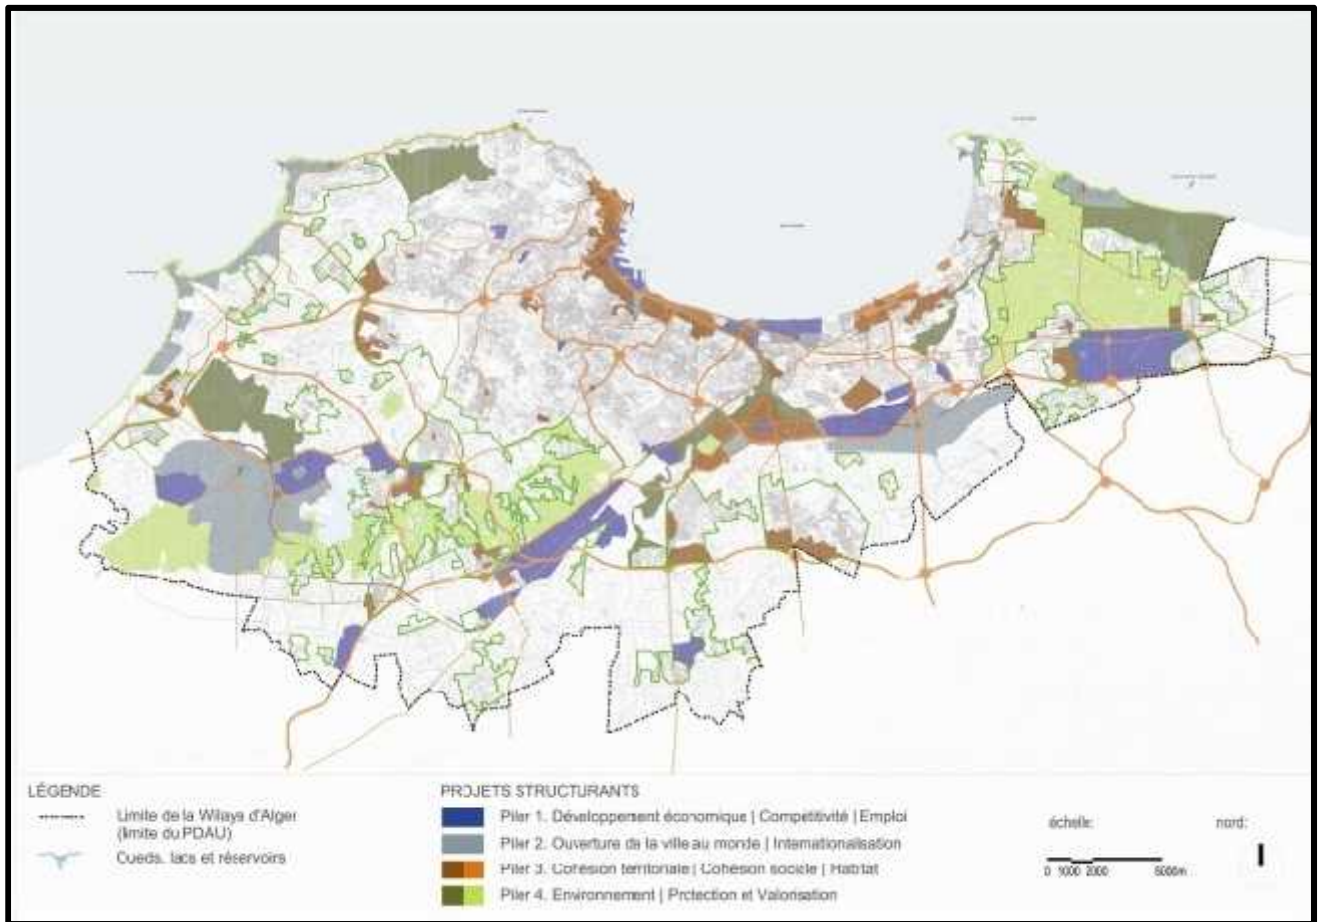 LÉGENDE
Limite de la Wilaya d'Alger
(limite du PDAU)
Oueds, lacs et réservoirs
PROJETS STRUCTURANTS
Pilier 1. Développement économique | Compétitivité | Emploi
Pilier 2. Ouverture de la ville au monde | Internationalisation
Pilier 3. Cohésion territoriale | Cohésion sociale | Habitat
Pilier 4. Environnement | Protection et Valorisation
échelle:
0 1000 2000 5000m
nord: